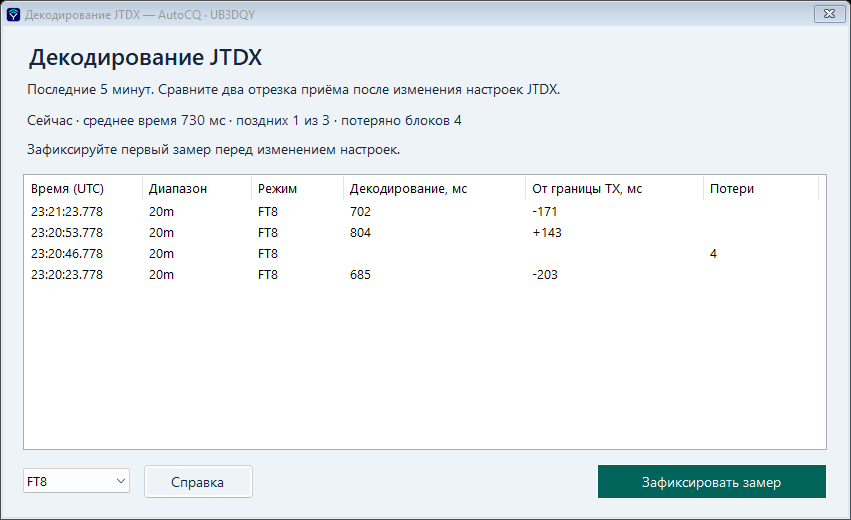 Декодирование JTDX — AutoCQ · UB3DQY
Декодирование JTDX
Последние 5 минут. Сравните два отрезка приёма после изменения настроек JTDX.
Сейчас · среднее время 730 мс · поздних 1 из 3 · потеряно блоков 4
Зафиксируйте первый замер перед изменением настроек.
Время (UTC) Диапазон Режим Декодирование, мс От границы TX, мс Потери
23:21:23.778 20m FT8 702 -171
23:20:53.778 20m FT8 804 +143
23:20:46.778 20m FT8 4
23:20:23.778 20m FT8 685 -203
FT8 Справка Зафиксировать замер